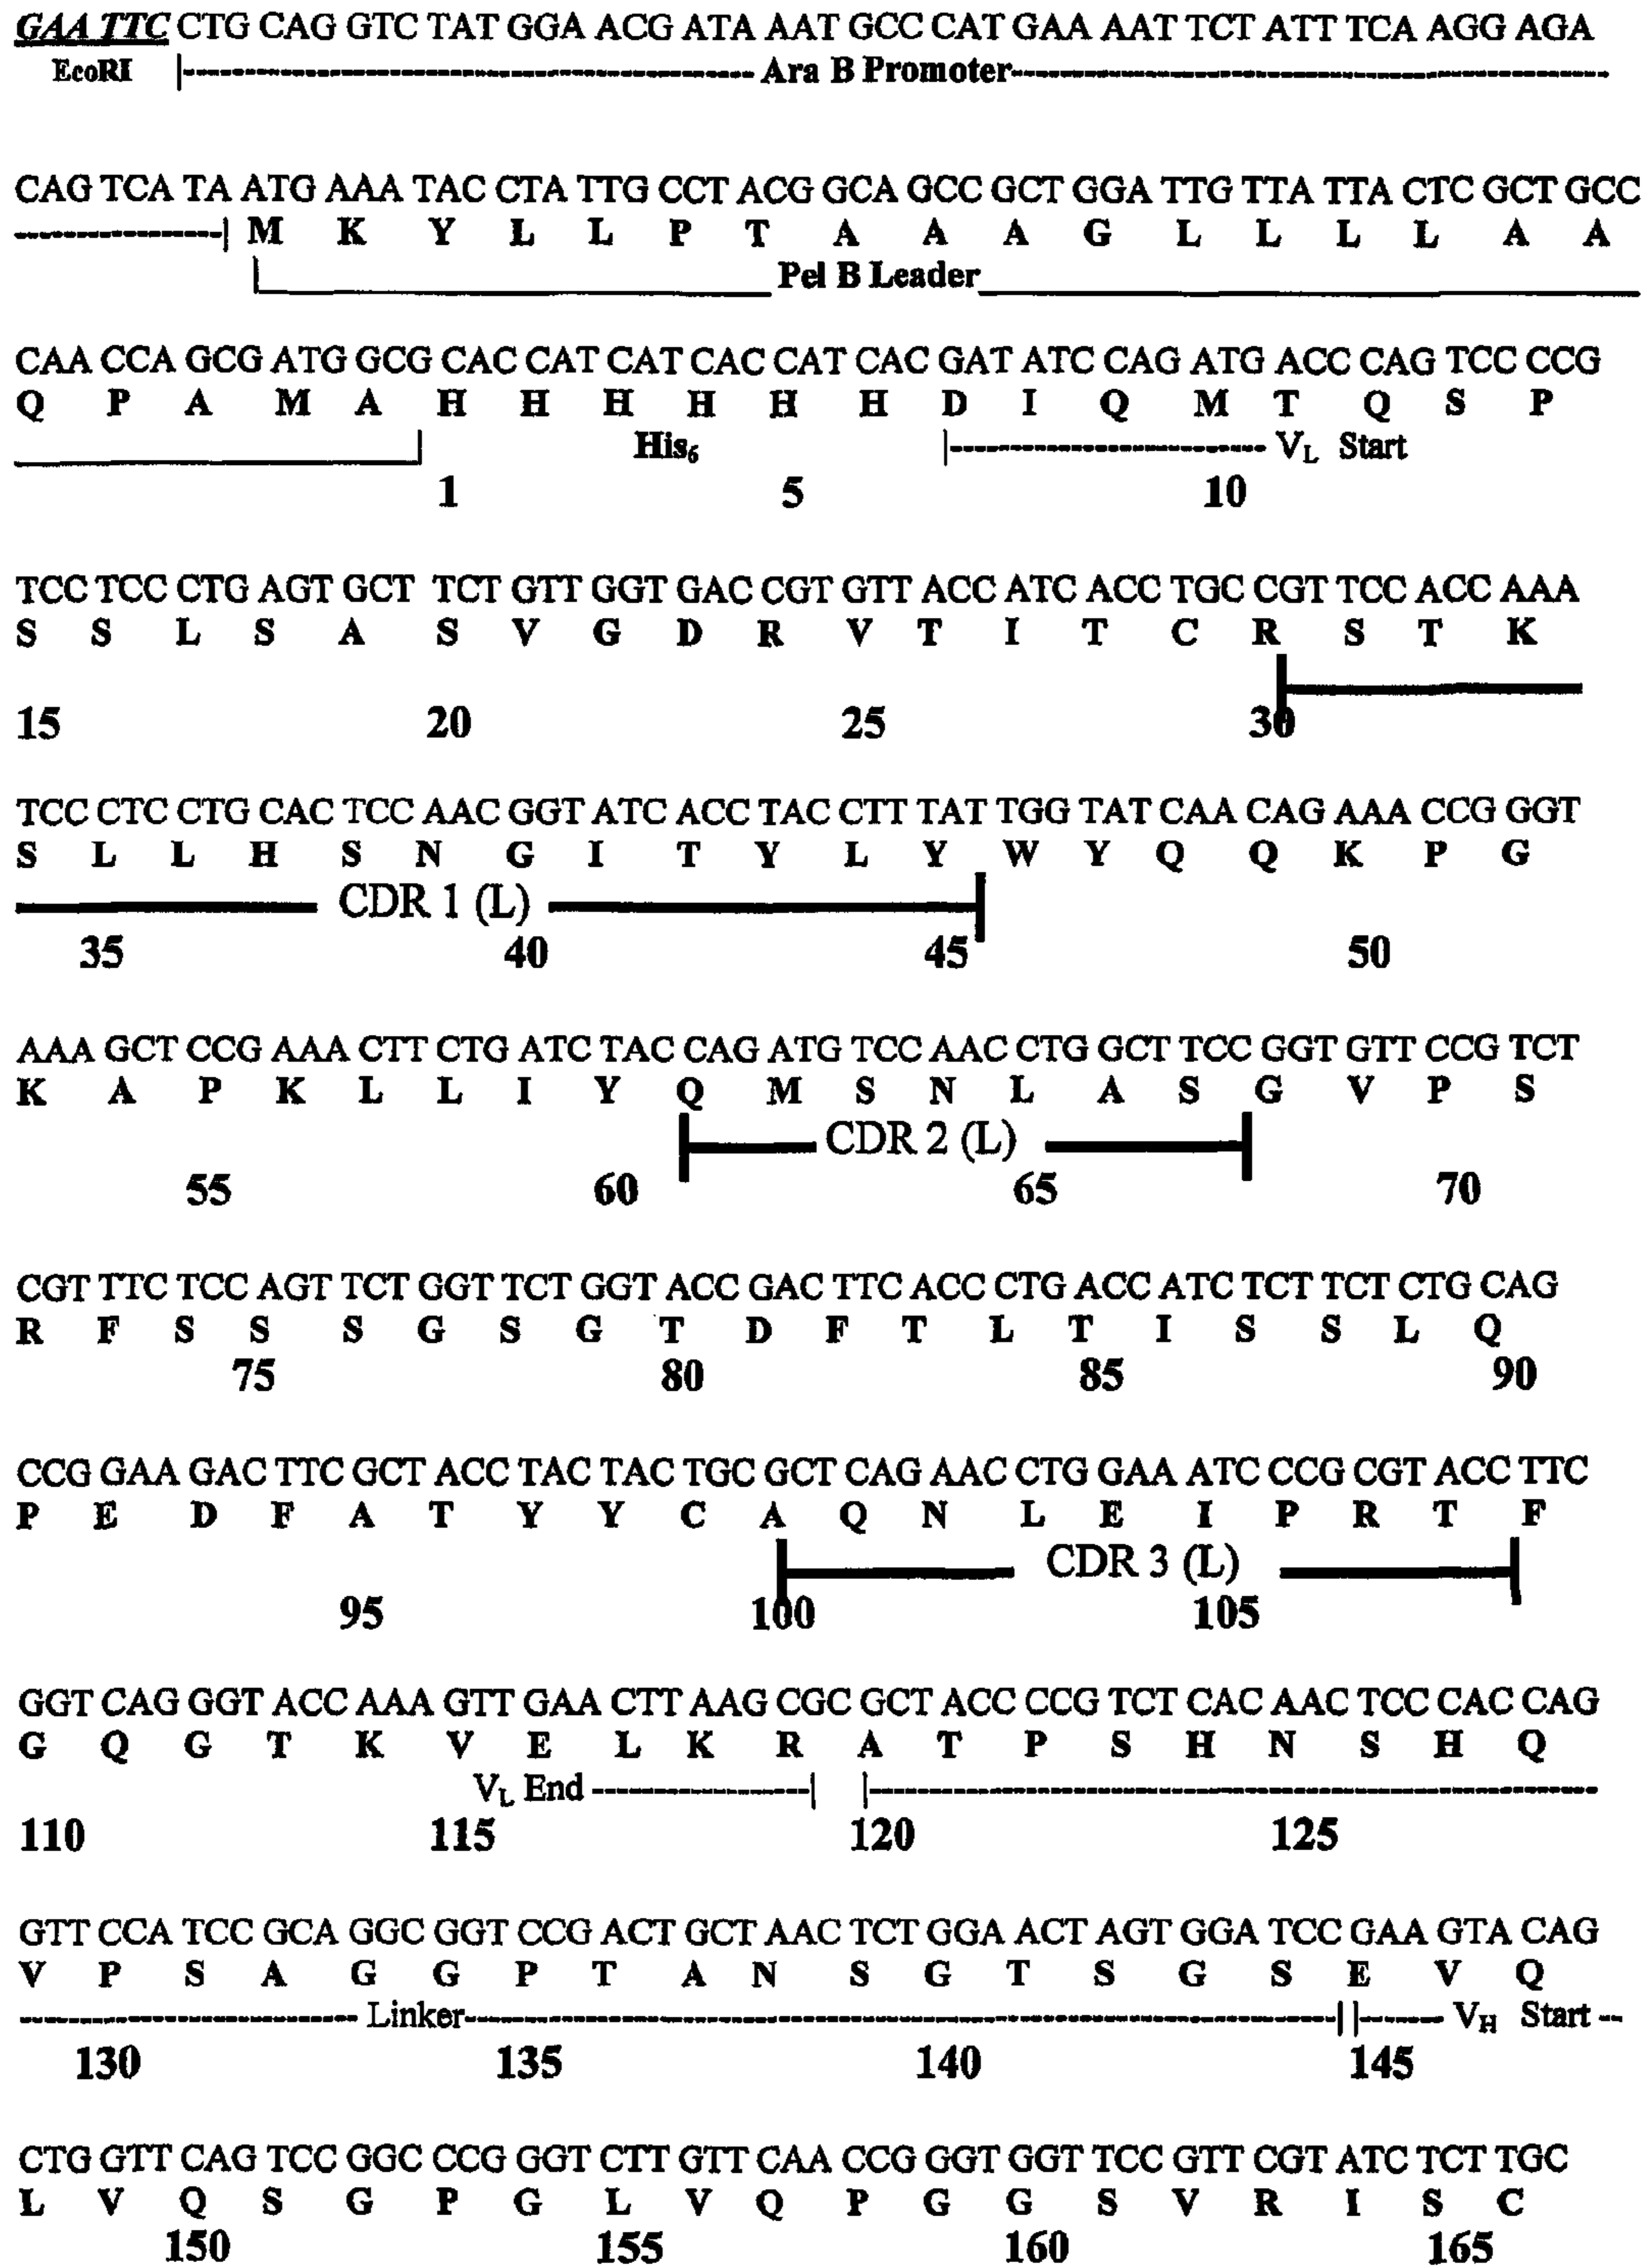 GAA TTC CTG CAG GTC TAT GGA ACG ATA AAT GCC CAT GAA AAT TCT ATT TCA AGG AGA
EcoRI Ara B Promoter
CAG TCA TA ATG AAA TAC CTA TTG CCT ACG GCA GCC GCT GGA TTG TTA TTA CTC GCT GCC
M K Y L L P T A A A G L L L L A A
Pel B Leader
CAA CCA GCG ATG GCG CAC CAT CAT CAC CAT CAC GAT ATC CAG ATG ACC CAG TCC CCG
Q P A M A H H H H H H D I Q M T Q S P
His6 VL Start
1 5 10
TCC TCC CTG AGT GCT TCT GTT GGT GAC CGT GTT ACC ATC ACC TGC CGT TCC ACC AAA
S S L S A S V G D R V T I T C R S T K
15 20 25 30
TCC CTC CTG CAC TCC AAC GGT ATC ACC TAC CTT TAT TGG TAT CAA CAG AAA CCG GGT
S L L H S N G I T Y L Y W Y Q Q K P G
CDR 1 (L)
35 40 45 50
AAA GCT CCG AAA CTT CTG ATC TAC CAG ATG TCC AAC CTG GCT TCC GGT GTT CCG TCT
K A P K L L I Y Q M S N L A S G V P S
CDR 2 (L)
55 60 65 70
CGT TTC TCC AGT TCT GGT TCT GGT ACC GAC TTC ACC CTG ACC ATC TCT TCT CTG CAG
R F S S S G S G T D F T L T I S S L Q
75 80 85 90
CCG GAA GAC TTC GCT ACC TAC TAC TGC GCT CAG AAC CTG GAA ATC CCG CGT ACC TTC
P E D F A T Y Y C A Q N L E I P R T F
CDR 3 (L)
95 100 105
GGT CAG GGT ACC AAA GTT GAA CTT AAG CGC GCT ACC CCG TCT CAC AAC TCC CAC CAG
G Q G T K V E L K R A T P S H N S H Q
VL End
110 115 120 125
GTT CCA TCC GCA GGC GGT CCG ACT GCT AAC TCT GGA ACT AGT GGA TCC GAA GTA CAG
V P S A G G P T A N S G T S G S E V Q
Linker VH Start
130 135 140 145
CTG GTT CAG TCC GGC CCG GGT CTT GTT CAA CCG GGT GGT TCC GTT CGT ATC TCT TGC
L V Q S G P G L V Q P G G S V R I S C
150 155 160 165